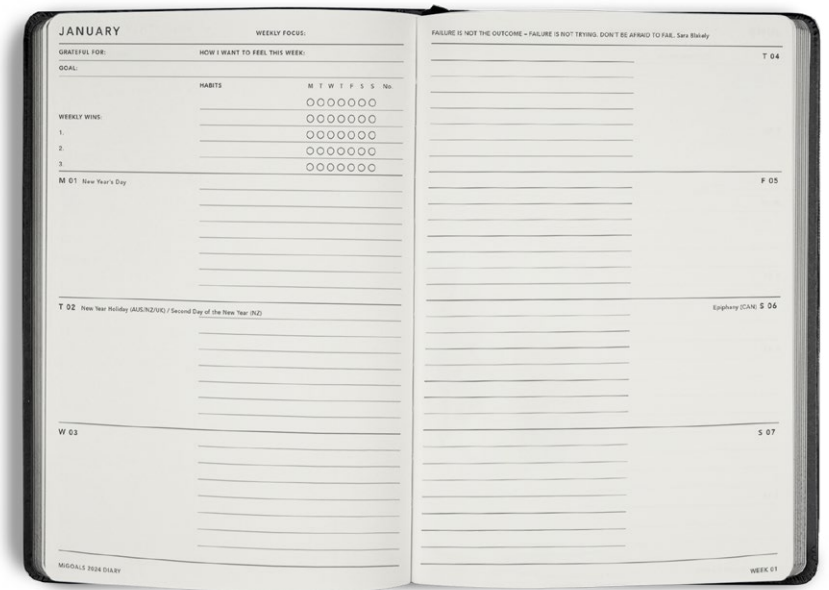 JANUARY
WEEKLY FOCUS:
GRATEFUL FOR:
HOW I WANT TO FEEL THIS WEEK:
GOAL:
HABITS M T W T F S S No.
WEEKLY WINS:
1.
2.
3.
M 01 New Year's Day
T 02 New Year Holiday (AUS/NZ/UK) / Second Day of the New Year (NZ)
W 03
MiGOALS 2024 DIARY
FAILURE IS NOT THE OUTCOME – FAILURE IS NOT TRYING. DON'T BE AFRAID TO FAIL. Sara Blakely
T 04
F 05
Epiphany (CAN) S 06
S 07
WEEK 01